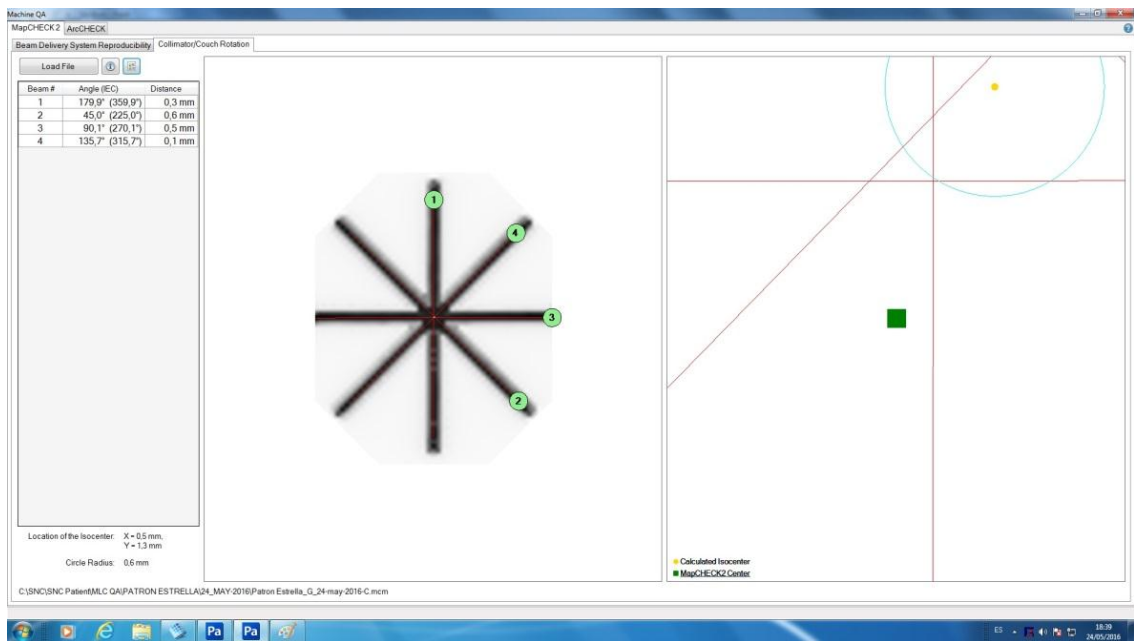 Machine QA
MapCHECK2 ArcCHECK
Beam Delivery System Reproducibility Collimator/Couch Rotation
Load File
Beam # Angle (IEC) Distance
1 179,9° (359,9°) 0,3 mm
2 45,0° (225,0°) 0,6 mm
3 90,1° (270,1°) 0,5 mm
4 135,7° (315,7°) 0,1 mm
1
4
3
2
Location of the Isocenter: X = 0,5 mm,
Y = 1,3 mm
Circle Radius: 0,6 mm
Calculated Isocenter
MapCHECK2 Center
C:\SNC\SNC Patient\MLC QA\PATRON ESTRELLA\24_MAY-2016\Patron Estrella_G_24-may-2016-C.mcm
Pa Pa ES 18:39
24/05/2016